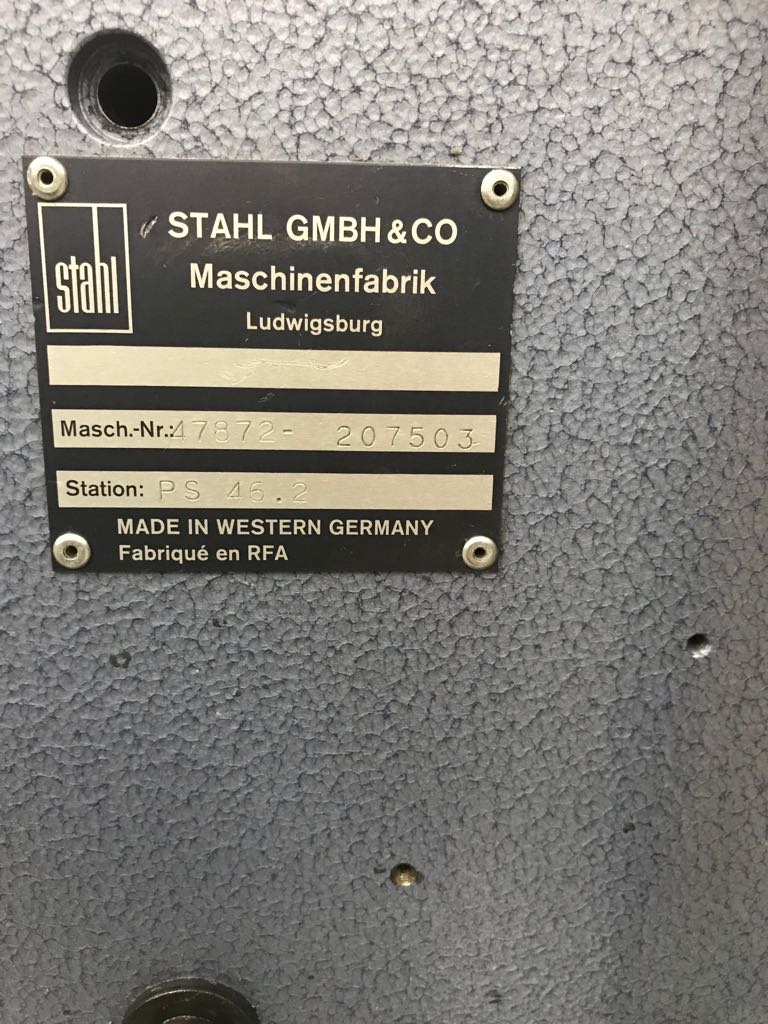 stahl
STAHL GMBH & CO
Maschinenfabrik
Ludwigsburg
Masch.-Nr.: 47872- 207503
Station: PS 46.2
MADE IN WESTERN GERMANY
Fabriqué en RFA